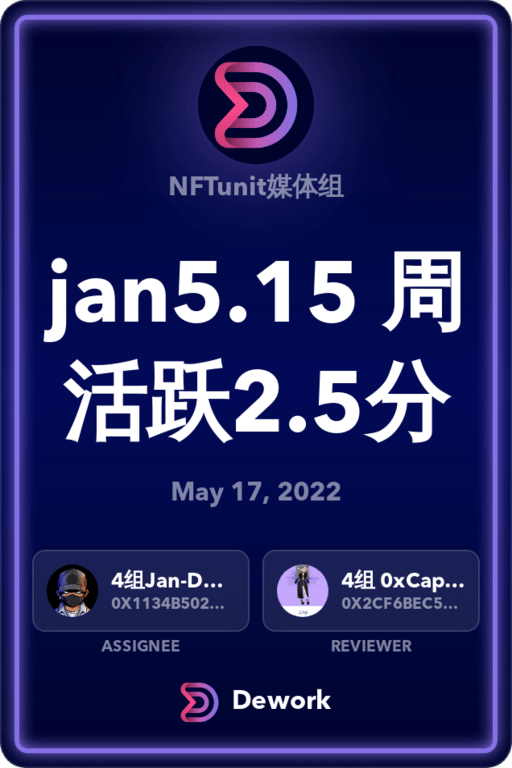 NFTunit媒体组
jan5.15 周
活跃2.5分
May 17, 2022
4组Jan-D...
0X1134B502...
ASSIGNEE
4组 0xCap...
0X2CF6BEC5...
REVIEWER
Dework